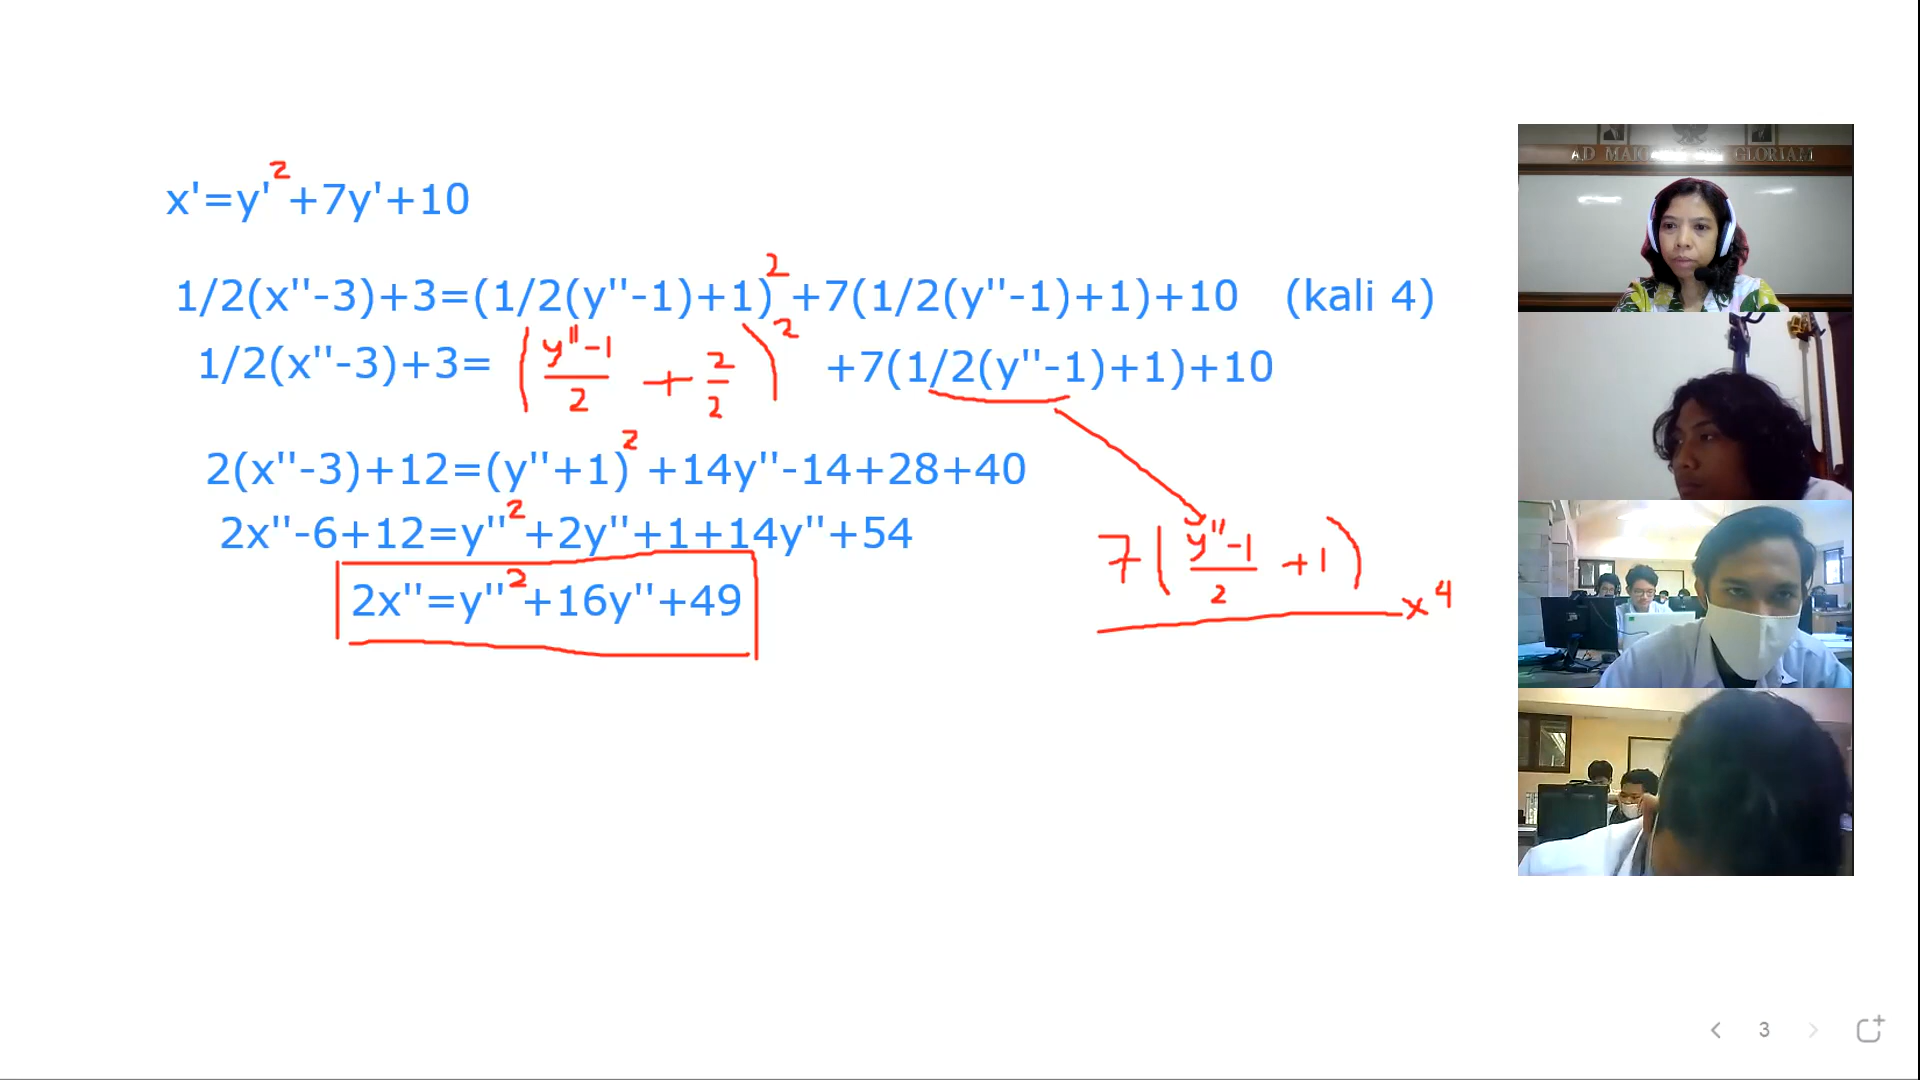 x'=y'²+7y'+10
1/2(x''-3)+3=(1/2(y''-1)+1)²+7(1/2(y''-1)+1)+10 (kali 4)
1/2(x''-3)+3= ((y''-1)/2 + 2/2)² +7(1/2(y''-1)+1)+10
2(x''-3)+12=(y''+1)²+14y''-14+28+40
2x''-6+12=y''²+2y''+1+14y''+54
2x''=y''²+16y''+49
7((y''-1)/2 +1) x4
GLORIAM
3